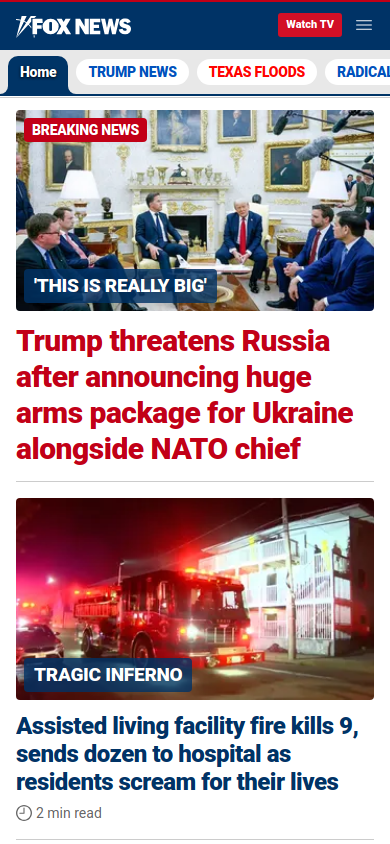 FOX NEWS
Watch TV
Home
TRUMP NEWS
TEXAS FLOODS
RADICAL
BREAKING NEWS
'THIS IS REALLY BIG'
Trump threatens Russia
after announcing huge
arms package for Ukraine
alongside NATO chief
TRAGIC INFERNO
Assisted living facility fire kills 9,
sends dozen to hospital as
residents scream for their lives
2 min read